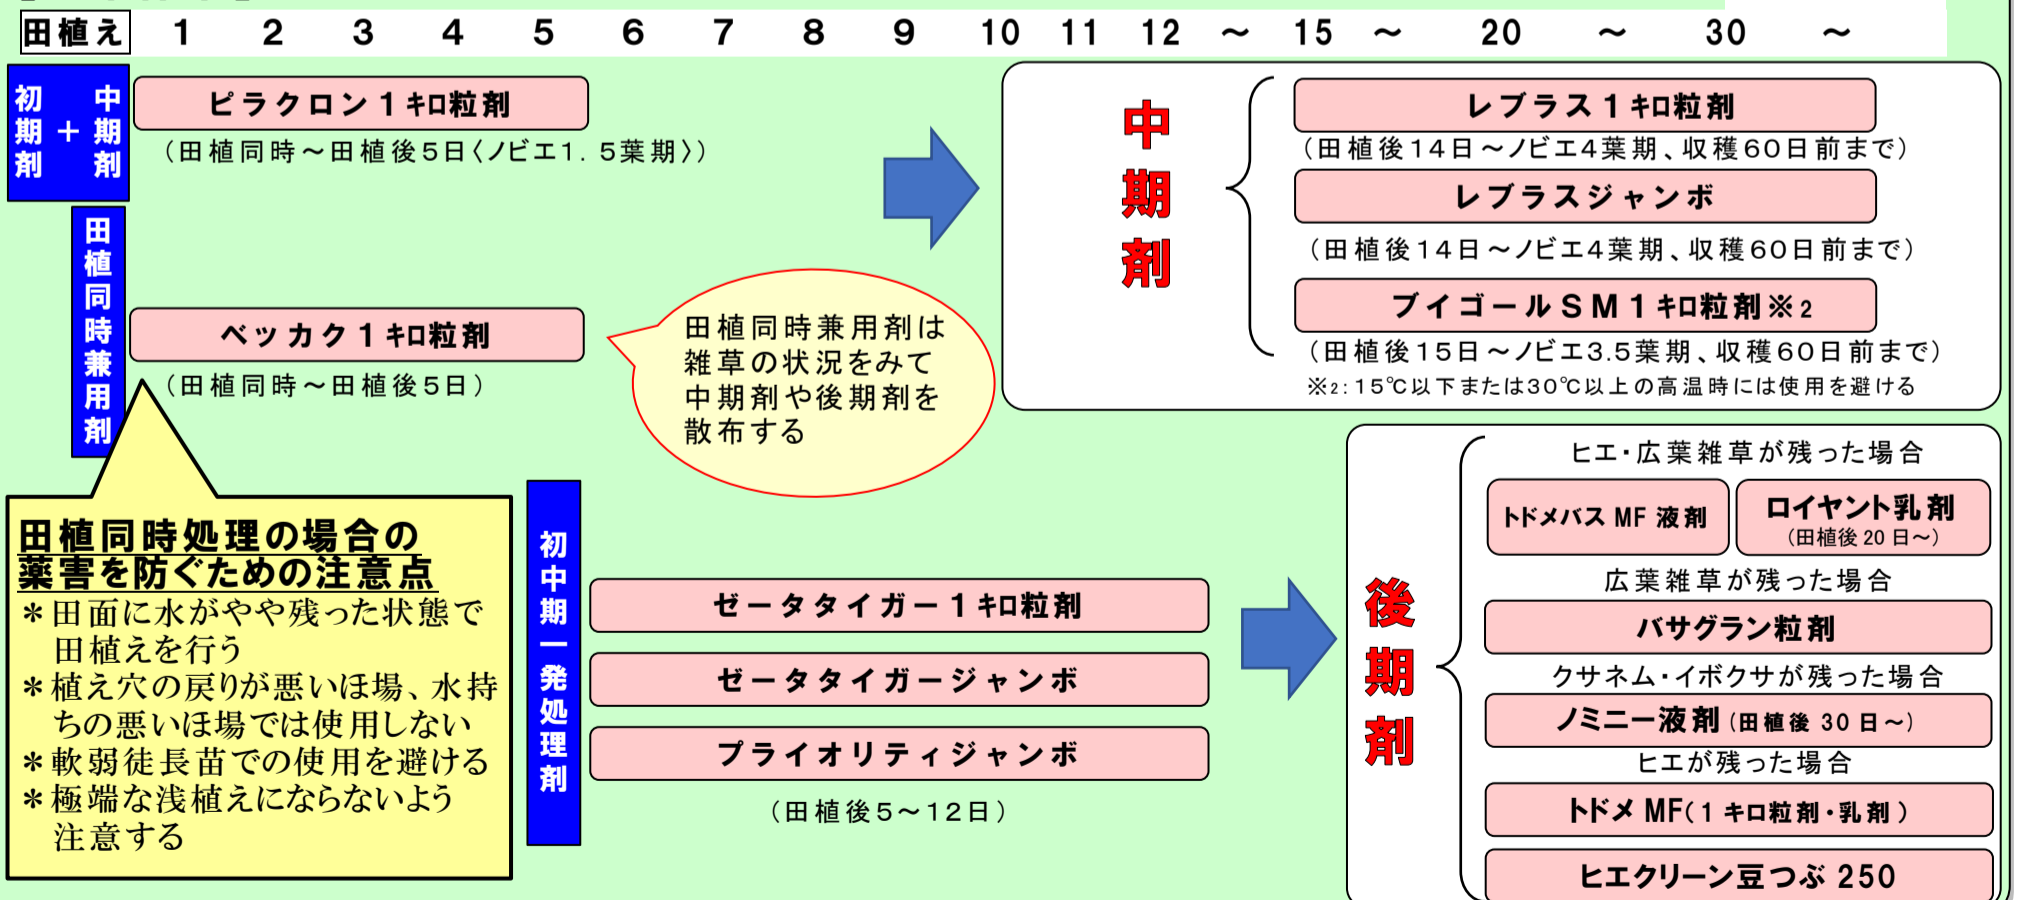 田植え 1 2 3 4 5 6 7 8 9 10 11 12 ～ 15 ～ 20 ～ 30 ～
初期剤＋中期剤
ピラクロン１キロ粒剤
（田植同時～田植後５日〈ノビエ１．５葉期〉）
田植同時兼用剤
ベッカク１キロ粒剤
（田植同時～田植後５日）
田植同時兼用剤は
雑草の状況をみて
中期剤や後期剤を
散布する
中期剤
レブラス１キロ粒剤
（田植後14日～ノビエ4葉期、収穫60日前まで）
レブラスジャンボ
（田植後14日～ノビエ4葉期、収穫60日前まで）
ブイゴールＳＭ１キロ粒剤※2
（田植後15日～ノビエ3.5葉期、収穫60日前まで）
※2：15℃以下または30℃以上の高温時には使用を避ける
田植同時処理の場合の
薬害を防ぐための注意点
＊田面に水がやや残った状態で
田植えを行う
＊植え穴の戻りが悪いほ場、水持
ちの悪いほ場では使用しない
＊軟弱徒長苗での使用を避ける
＊極端な浅植えにならないよう
注意する
初中期一発処理剤
ゼータタイガー１キロ粒剤
ゼータタイガージャンボ
プライオリティジャンボ
（田植後５～１２日）
後期剤
ヒエ・広葉雑草が残った場合
トドメバス MF 液剤
ロイヤント乳剤
（田植後 20 日～）
広葉雑草が残った場合
バサグラン粒剤
クサネム・イボクサが残った場合
ノミニー液剤（田植後 30 日～）
ヒエが残った場合
トドメ MF（１キロ粒剤・乳剤）
ヒエクリーン豆つぶ 250